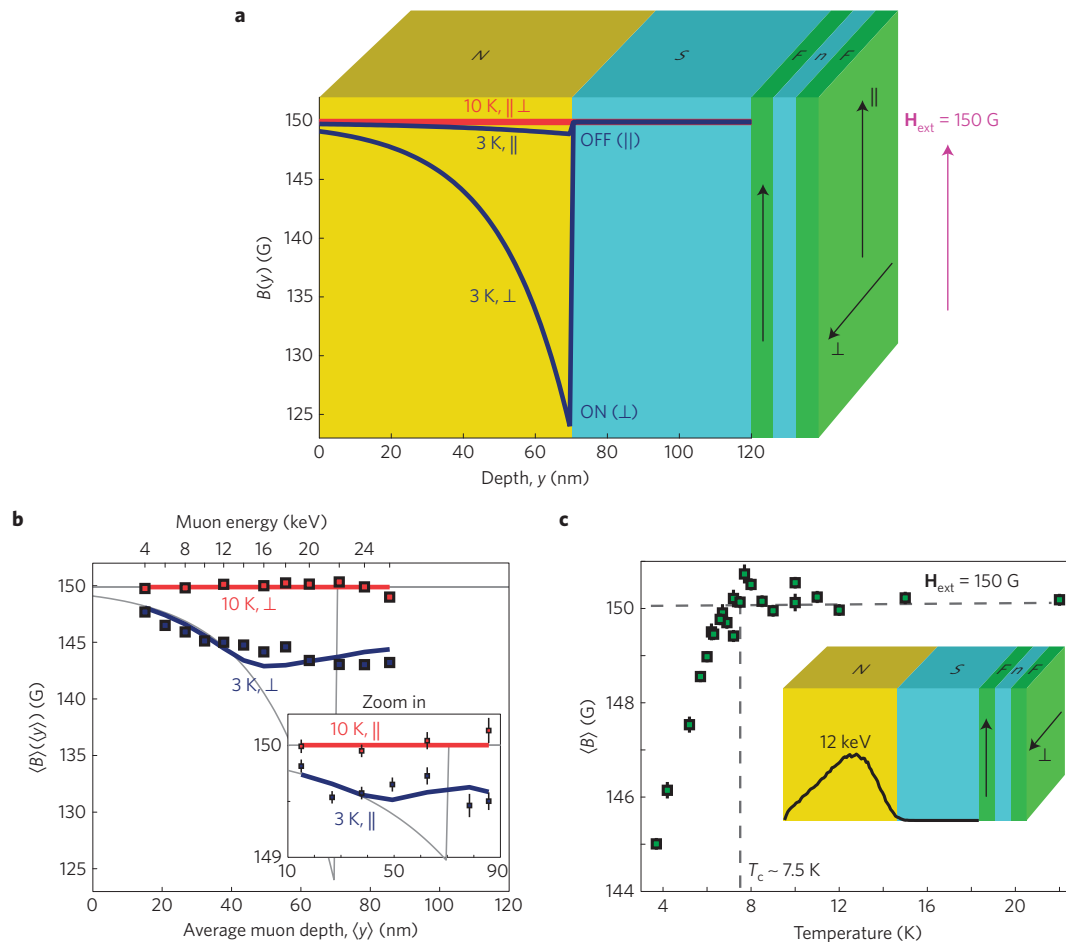 a
N S F n F
10 K, || ⊥
3 K, ||
3 K, ⊥
OFF (||)
ON (⊥)
||
⊥
H_ext = 150 G
150
145
140
135
130
125
B(y) (G)
0 20 40 60 80 100 120
Depth, y (nm)
b
Muon energy (keV)
4 8 12 16 20 24
150
145
140
135
130
125
⟨B⟩(⟨y⟩) (G)
10 K, ⊥
3 K, ⊥
Zoom in
150
149
10 K, ||
3 K, ||
10 50 90
0 20 40 60 80 100 120
Average muon depth, ⟨y⟩ (nm)
c
150
148
146
144
⟨B⟩ (G)
H_ext = 150 G
N S F n F
12 keV
⊥
T_c ~ 7.5 K
4 8 12 16 20
Temperature (K)